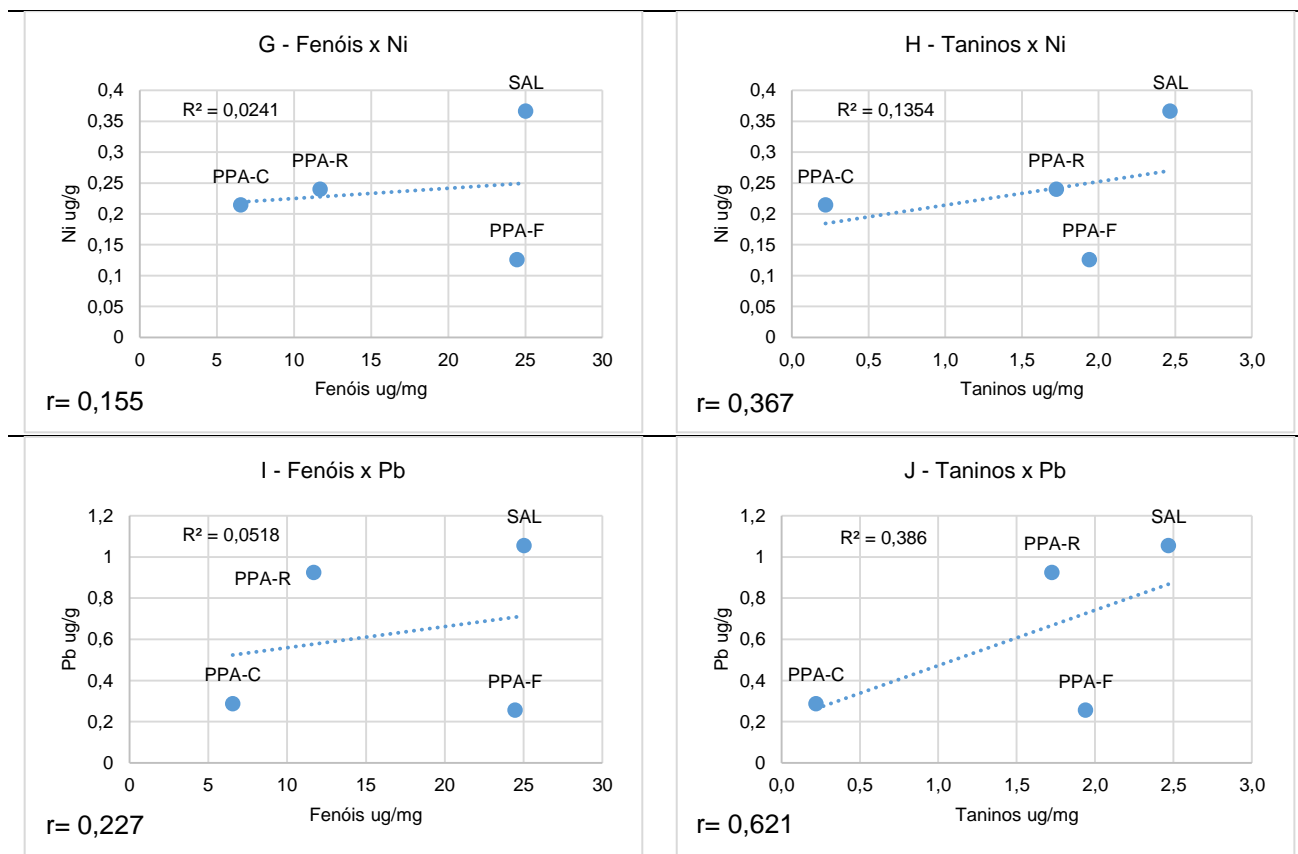 G - Fenóis x Ni
R² = 0,0241
SAL
PPA-R
PPA-C
PPA-F
0,4
0,35
0,3
0,25
0,2
0,15
0,1
0,05
0
Ni ug/g
0 5 10 15 20 25 30
Fenóis ug/mg
r= 0,155
H - Taninos x Ni
R² = 0,1354
SAL
PPA-R
PPA-C
PPA-F
0,4
0,35
0,3
0,25
0,2
0,15
0,1
0,05
0
Ni ug/g
0,0 0,5 1,0 1,5 2,0 2,5 3,0
Taninos ug/mg
r= 0,367
I - Fenóis x Pb
R² = 0,0518
SAL
PPA-R
PPA-C
PPA-F
1,2
1
0,8
0,6
0,4
0,2
0
Pb ug/g
0 5 10 15 20 25 30
Fenóis ug/mg
r= 0,227
J - Taninos x Pb
R² = 0,386
SAL
PPA-R
PPA-C
PPA-F
1,2
1
0,8
0,6
0,4
0,2
0
Pb ug/g
0,0 0,5 1,0 1,5 2,0 2,5 3,0
Taninos ug/mg
r= 0,621